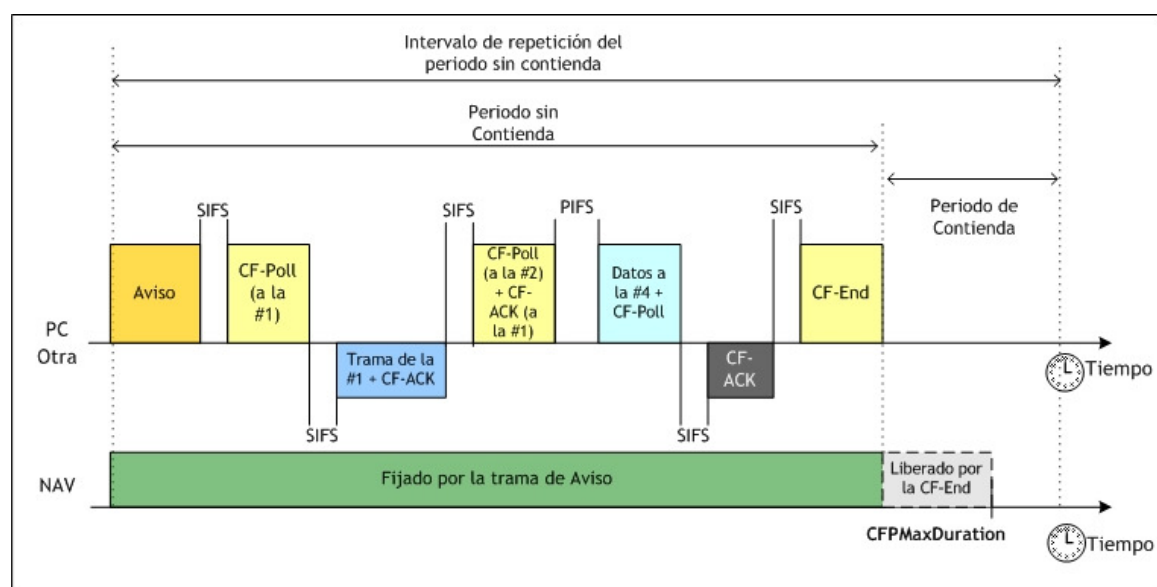 Intervalo de repetición del
periodo sin contienda
Periodo sin
Contienda
SIFS
SIFS
PIFS
SIFS
Periodo de
Contienda
Aviso
CF-Poll
(a la
#1)
CF-Poll
(a la #2)
+ CF-
ACK (a
la #1)
Datos a
la #4 +
CF-Poll
CF-End
PC
Otra
Trama de la
#1 + CF-ACK
CF-
ACK
Tiempo
SIFS
SIFS
NAV
Fijado por la trama de Aviso
Liberado por
la CF-End
CFPMaxDuration
Tiempo